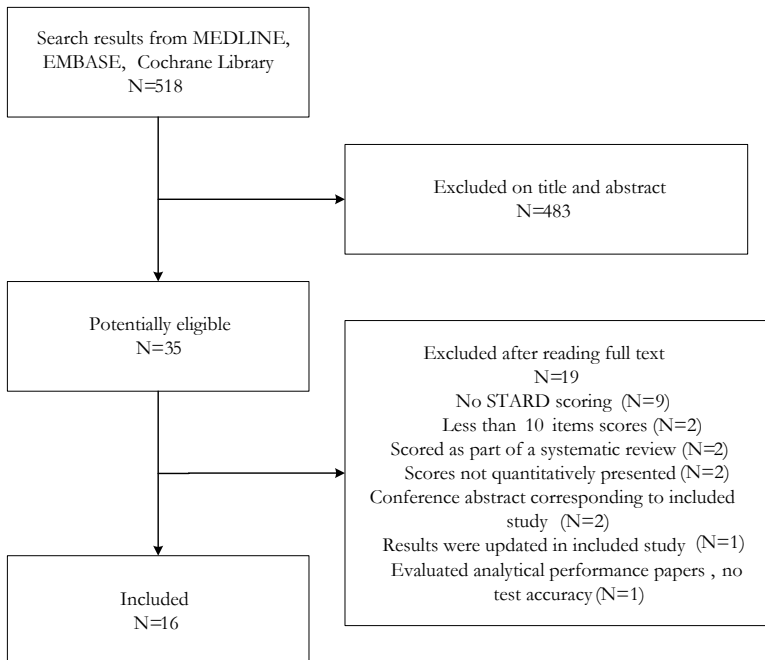 Search results from MEDLINE,
EMBASE, Cochrane Library
N=518
Excluded on title and abstract
N=483
Potentially eligible
N=35
Excluded after reading full text
N=19
No STARD scoring (N=9)
Less than 10 items scores (N=2)
Scored as part of a systematic review (N=2)
Scores not quantitatively presented (N=2)
Conference abstract corresponding to included
study (N=2)
Results were updated in included study (N=1)
Evaluated analytical performance papers , no
test accuracy (N=1)
Included
N=16